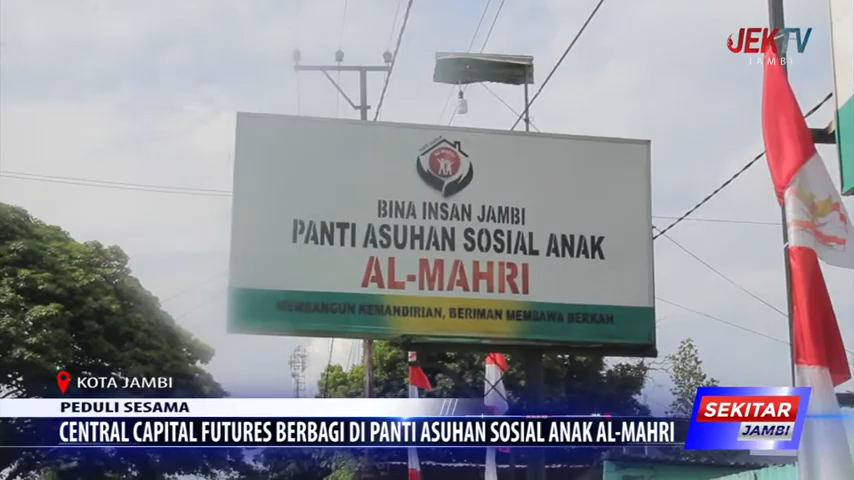 JEKTV
JAMBI
BINA INSAN JAMBI
PANTI ASUHAN SOSIAL ANAK
AL-MAHRI
MEMBANGUN KEMANDIRIAN, BERIMAN MEMBAWA BERKAH
KOTA JAMBI
PEDULI SESAMA
CENTRAL CAPITAL FUTURES BERBAGI DI PANTI ASUHAN SOSIAL ANAK AL-MAHRI
SEKITAR
JAMBI